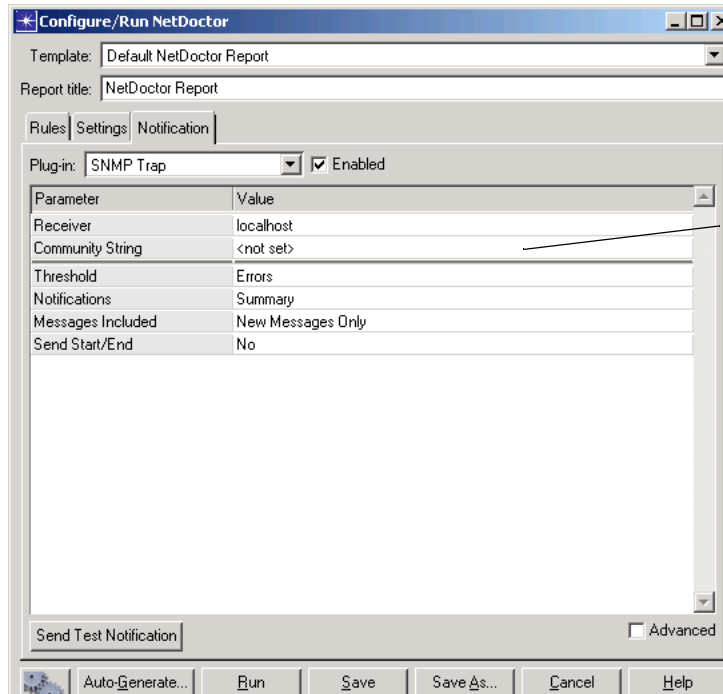 Configure/Run NetDoctor
Template: Default NetDoctor Report
Report title: NetDoctor Report
Rules Settings Notification
Plug-in: SNMP Trap Enabled
Parameter Value
Receiver localhost
Community String <not set>
Threshold Errors
Notifications Summary
Messages Included New Messages Only
Send Start/End No
Send Test Notification Advanced
Auto-Generate... Run Save Save As... Cancel Help